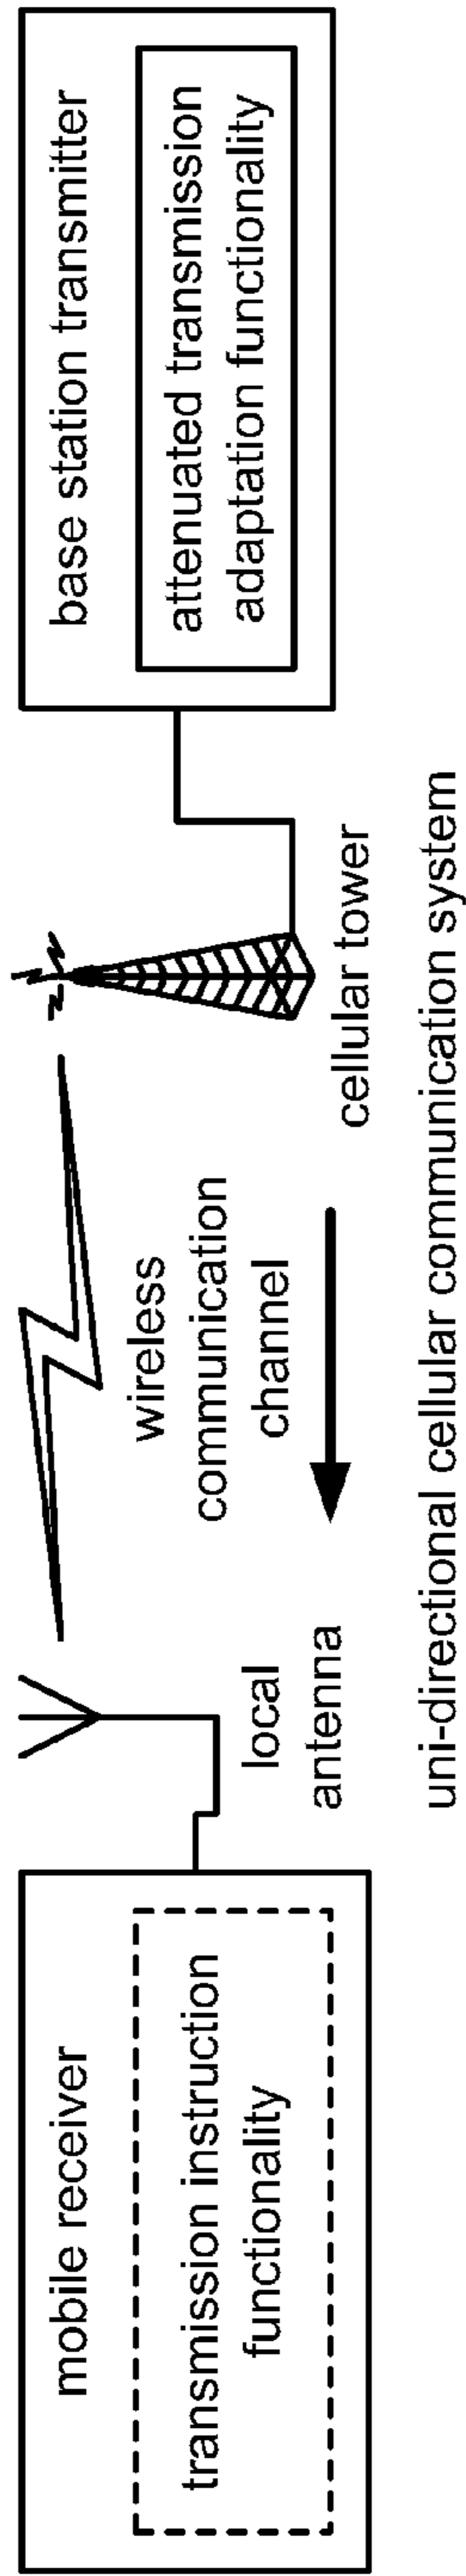 mobile receiver
transmission instruction
functionality
local
antenna
wireless
communication
channel
cellular tower
base station transmitter
attenuated transmission
adaptation functionality
uni-directional cellular communication system